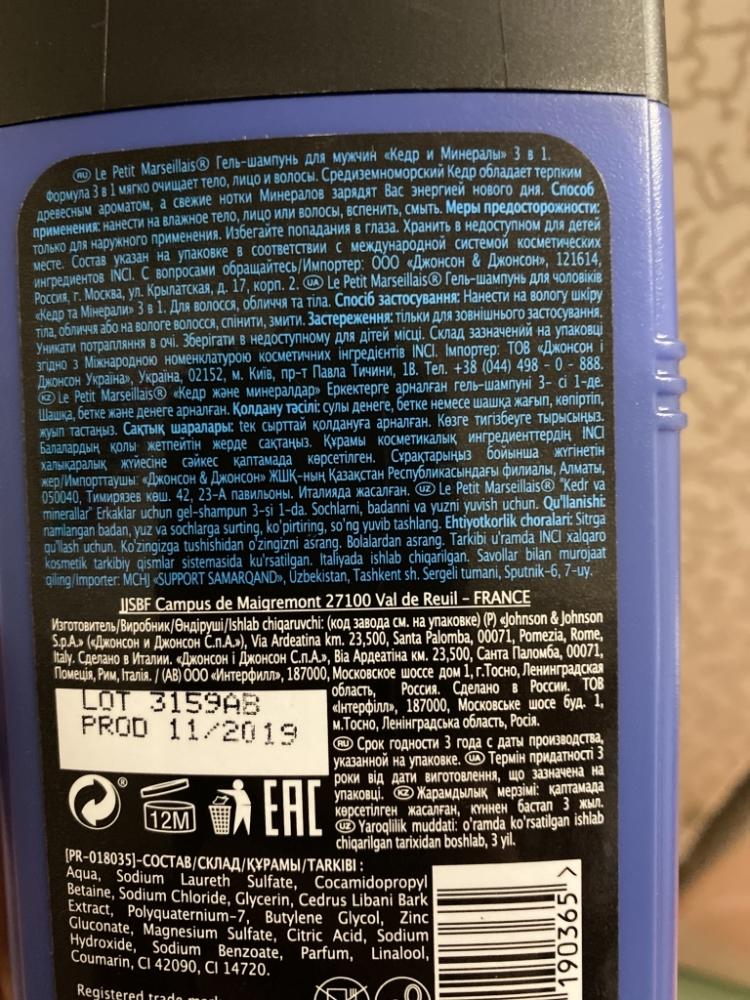 RU Le Petit Marseillais® Гель-шампунь для мужчин «Кедр и Минералы» 3 в 1.
Формула 3 в 1 мягко очищает тело, лицо и волосы. Средиземноморский Кедр обладает терпким
древесным ароматом, а свежие нотки Минералов зарядят Вас энергией нового дня. Способ
применения: нанести на влажное тело, лицо или волосы, вспенить, смыть. Меры предосторожности:
только для наружного применения. Избегайте попадания в глаза. Хранить в недоступном для детей
месте. Состав указан на упаковке в соответствии с международной системой косметических
ингредиентов INCI. С вопросами обращайтесь/Импортер: ООО «Джонсон & Джонсон», 121614,
Россия, г. Москва, ул. Крылатская, д. 17, корп. 2. UA Le Petit Marseillais® Гель-шампунь для чоловіків
«Кедр та Мінерали» 3 в 1. Для волосся, обличчя та тіла. Спосіб застосування: Нанести на вологу шкіру
тіла, обличчя або на вологе волосся, спінити, змити. Застереження: тільки для зовнішнього застосування.
Уникати потрапляння в очі. Зберігати в недоступному для дітей місці. Склад зазначений на упаковці
згідно з Міжнародною номенклатурою косметичних інгредієнтів INCI. Імпортер: ТОВ «Джонсон і
Джонсон Україна», Україна, 02152, м. Київ, пр-т Павла Тичини, 1В. Тел. +38 (044) 498 - 0 - 888.
KZ Le Petit Marseillais® «Кедр және минералдар» Еркектерге арналған гель-шампуні 3- сі 1-де.
Шашқа, бетке және денеге арналған. Қолдану тәсілі: сулы денеге, бетке немесе шашқа жағып, көпіртіп,
жуып тастаңыз. Сақтық шаралары: тек сырттай қолдануға арналған. Көзге тигізбеуге тырысыңыз.
Балалардың қолы жетпейтін жерде сақтаңыз. Құрамы косметикалық ингредиенттердің INCI
халықаралық жүйесіне сәйкес қаптамада көрсетілген. Сұрақтарыңыз бойынша жүгінетін
жер/Импорттаушы: «Джонсон & Джонсон» ЖШҚ-ның Қазақстан Республикасындағы филиалы, Алматы,
050040, Тимирязев көш. 42, 23-А павильоны. Италияда жасалған. UZ Le Petit Marseillais® "Kedr va
minerallar" Erkaklar uchun gel-shampun 3-si 1-da. Sochlarni, badanni va yuzni yuvish uchun. Qu'llanishi:
namlangan badan, yuz va sochlarga surting, ko'pirtiring, so'ng yuvib tashlang. Ehtiyotkorlik choralari: Sitrga
qu'llash uchun. Ko'zingizga tushishidan o'zingizni asrang. Bolalardan asrang. Tarkibi u'ramda INCI xalqaro
kosmetik tarkibiy qismlar sistemasida ku'rsatilgan. Italiyada ishlab chiqarilgan. Savollar bilan murojaat
qiling/Importer: MCHJ «SUPPORT SAMARQAND», Uzbekistan, Tashkent sh. Sergeli tumani, Sputnik-6, 7-uy.
JJSBF Campus de Maigremont 27100 Val de Reuil – FRANCE
Изготовитель/Виробник/Өндіруші/Ishlab chiqaruvchi: (код завода см. на упаковке) (P) «Johnson & Johnson
S.p.A.» («Джонсон и Джонсон С.п.А.»), Via Ardeatina km. 23,500, Santa Palomba, 00071, Pomezia, Rome,
Italy. Сделано в Италии. «Джонсон і Джонсон С.п.А.», Віа Ардеатіна км. 23,500, Санта Паломба, 00071,
Помеція, Рим, Італія. / (AB) ООО «Интерфилл», 187000, Московское шоссе дом 1, г.Тосно, Ленинградская
область, Россия. Сделано в России. ТОВ
«Інтерфілл», 187000, Московське шосе буд. 1,
м.Тосно, Ленінградська область, Росія.
LOT 3159AB
PROD 11/2019
RU Срок годности 3 года с даты производства,
указанной на упаковке. UA Термін придатності 3
роки від дати виготовлення, що зазначена на
упаковці. KZ Жарамдылық мерзімі: қаптамада
көрсетілген жасалған, күннен бастап 3 жыл.
UZ Yaroqlilik muddati: o'ramda ko'rsatilgan ishlab
chiqarilgan tarixidan boshlab, 3 yil.
®
12M
EAC
[PR-018035]-СОСТАВ/СКЛАД/ҚҰРАМЫ/TARKIBI :
Aqua, Sodium Laureth Sulfate, Cocamidopropyl
Betaine, Sodium Chloride, Glycerin, Cedrus Libani Bark
Extract, Polyquaternium-7, Butylene Glycol, Zinc
Gluconate, Magnesium Sulfate, Citric Acid, Sodium
Hydroxide, Sodium Benzoate, Parfum, Linalool,
Coumarin, CI 42090, CI 14720.
190365
>
Registered trade